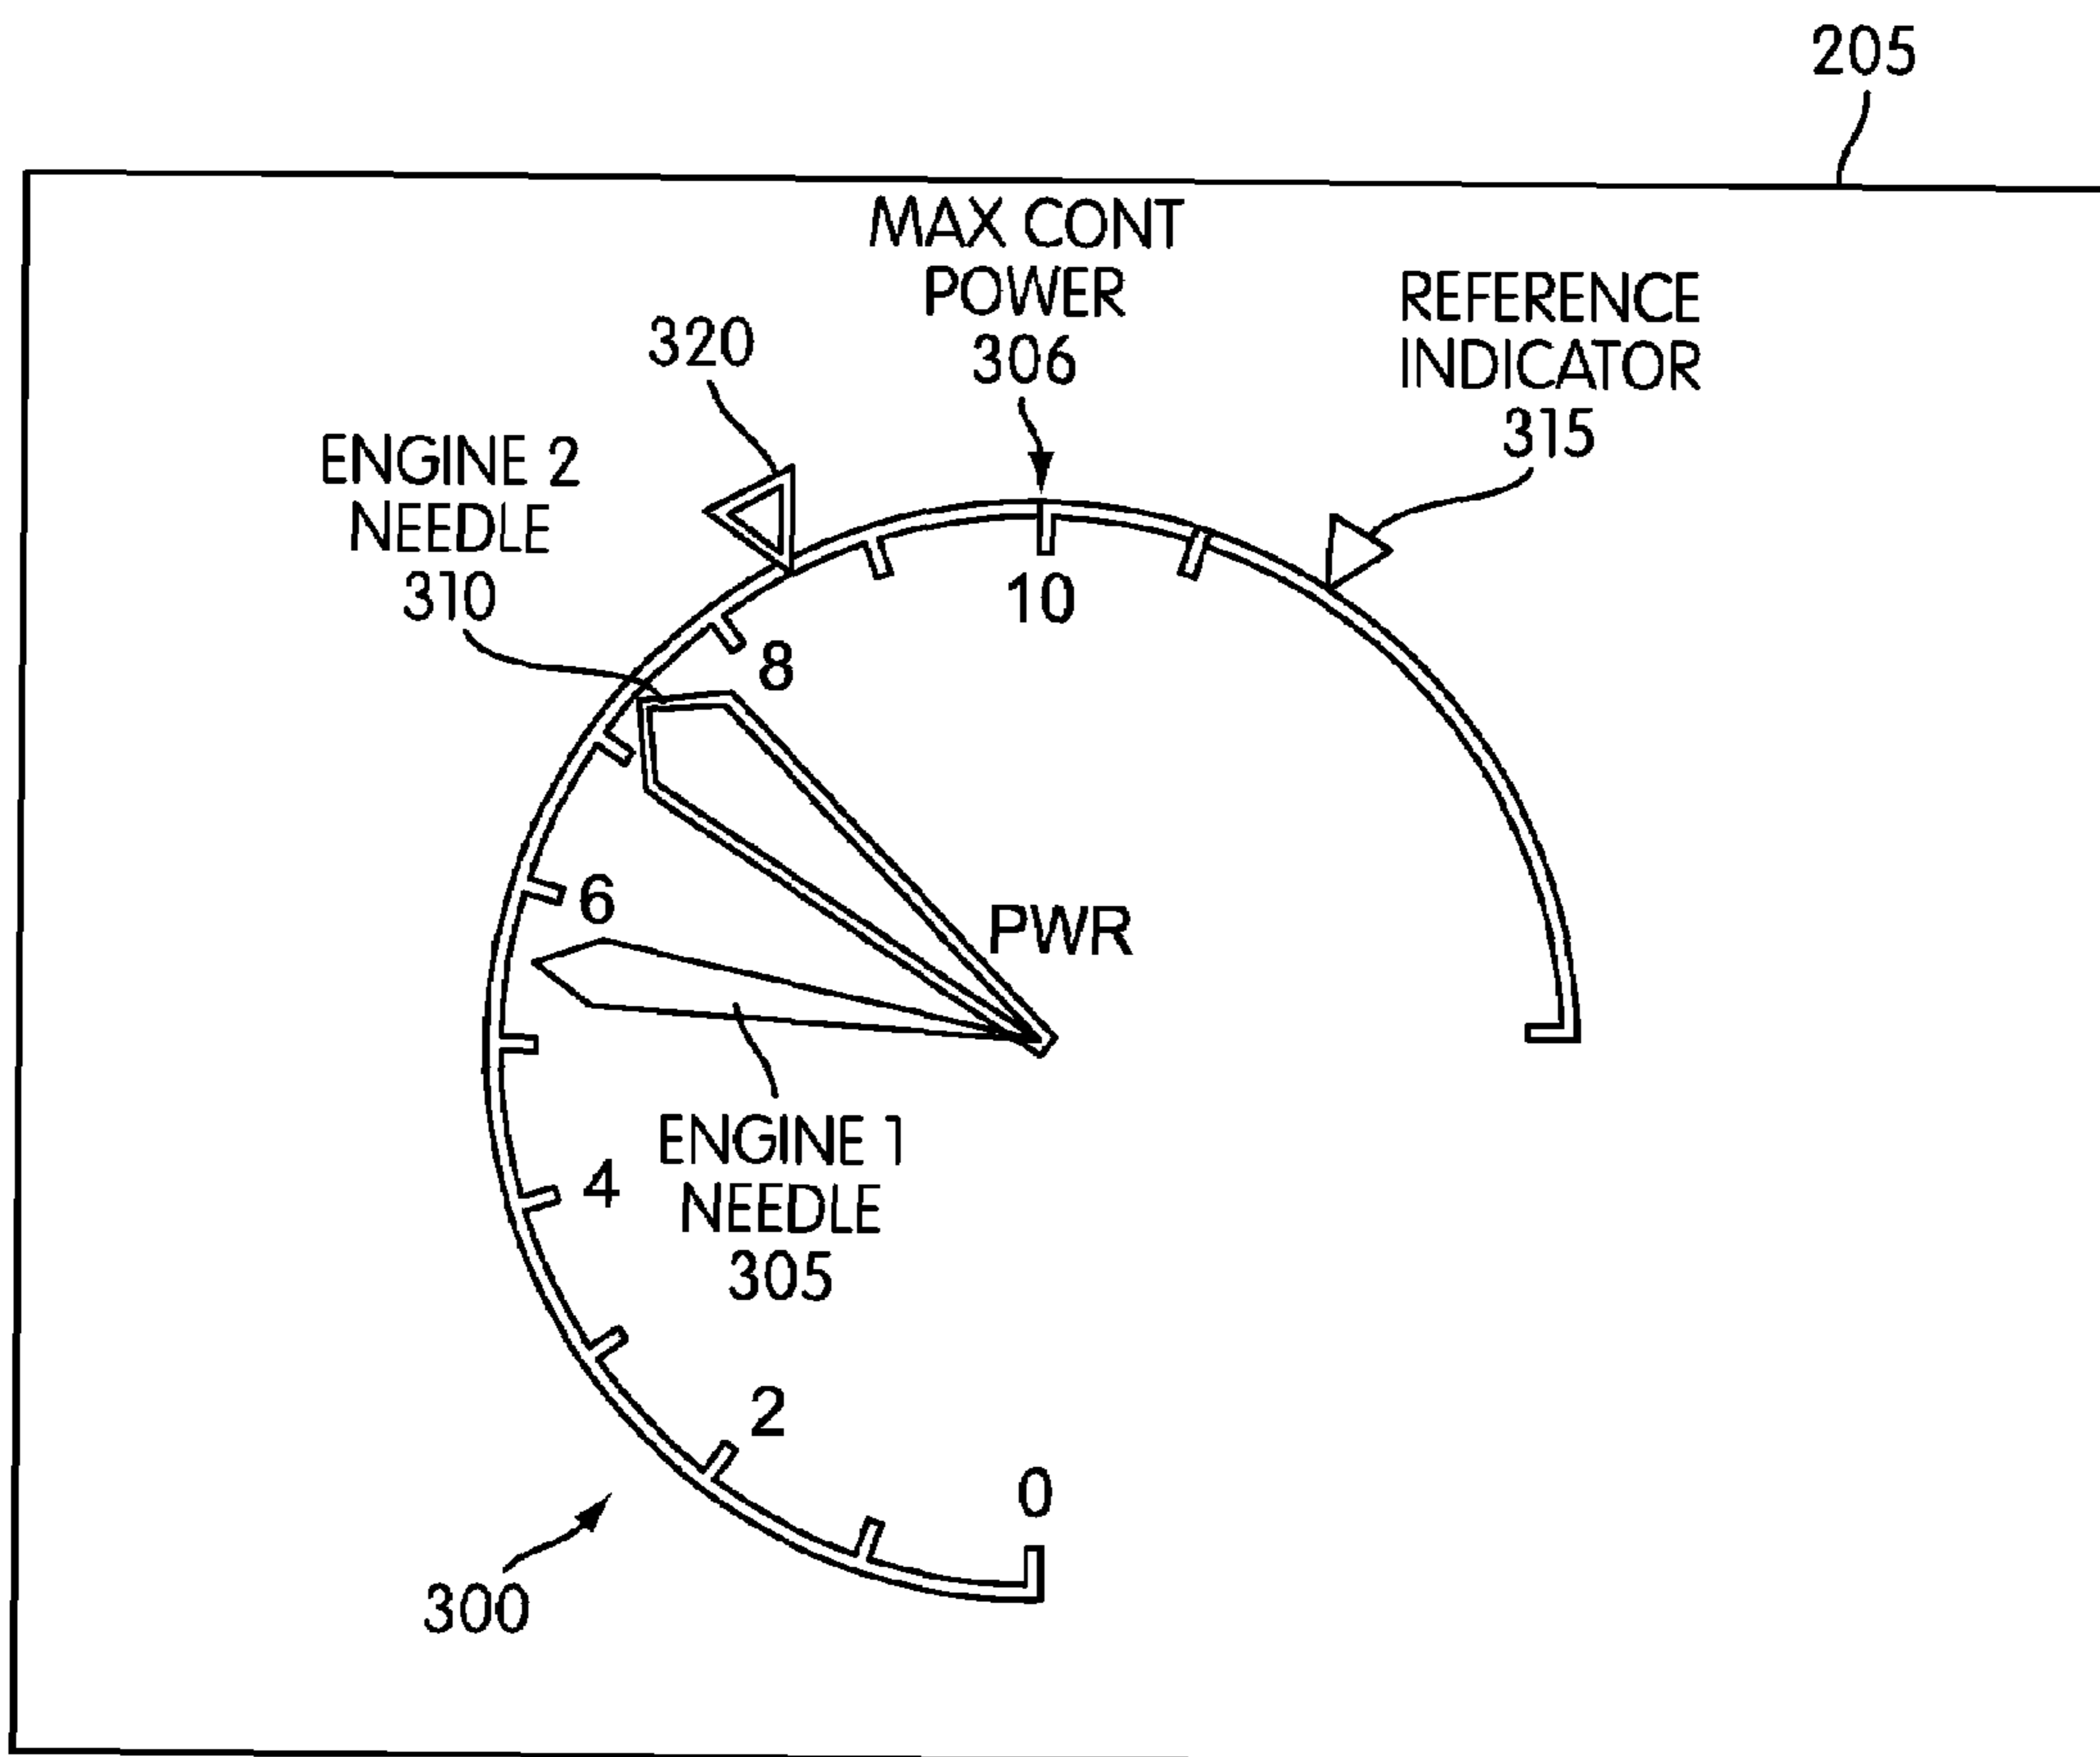 205
MAX CONT
POWER
306
REFERENCE
INDICATOR
315
320
ENGINE 2
NEEDLE
310
10
8
6
PWR
ENGINE 1
NEEDLE
305
4
2
0
300